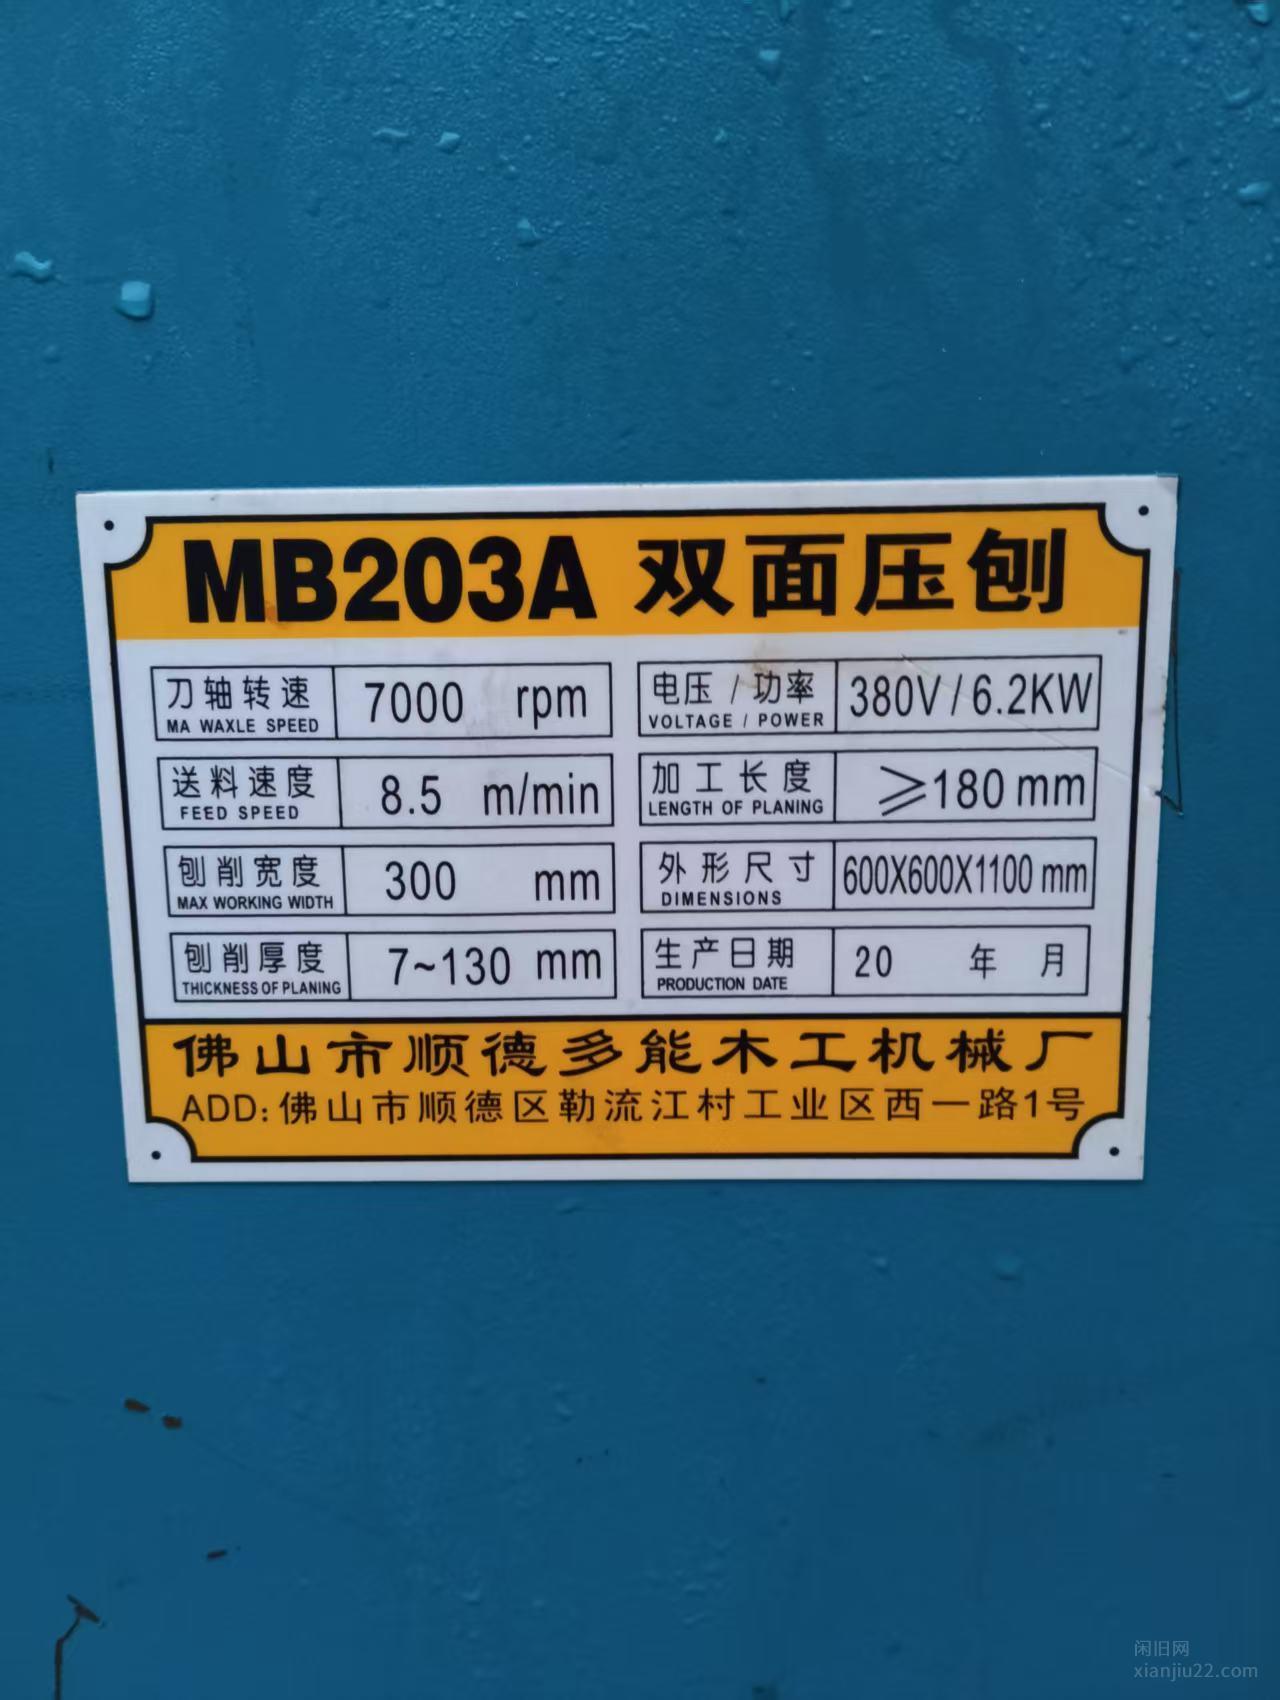 MB203A 双面压刨
刀轴转速 7000 rpm 电压 / 功率 380V / 6.2KW
MA WAXLE SPEED VOLTAGE / POWER
送料速度 8.5 m/min 加工长度 ≥180 mm
FEED SPEED LENGTH OF PLANING
刨削宽度 300 mm 外形尺寸 600X600X1100 mm
MAX WORKING WIDTH DIMENSIONS
刨削厚度 7~130 mm 生产日期 20 年 月
THICKNESS OF PLANING PRODUCTION DATE
佛山市顺德多能木工机械厂
ADD: 佛山市顺德区勒流江村工业区西一路1号
闲旧网
xianjiu22.com